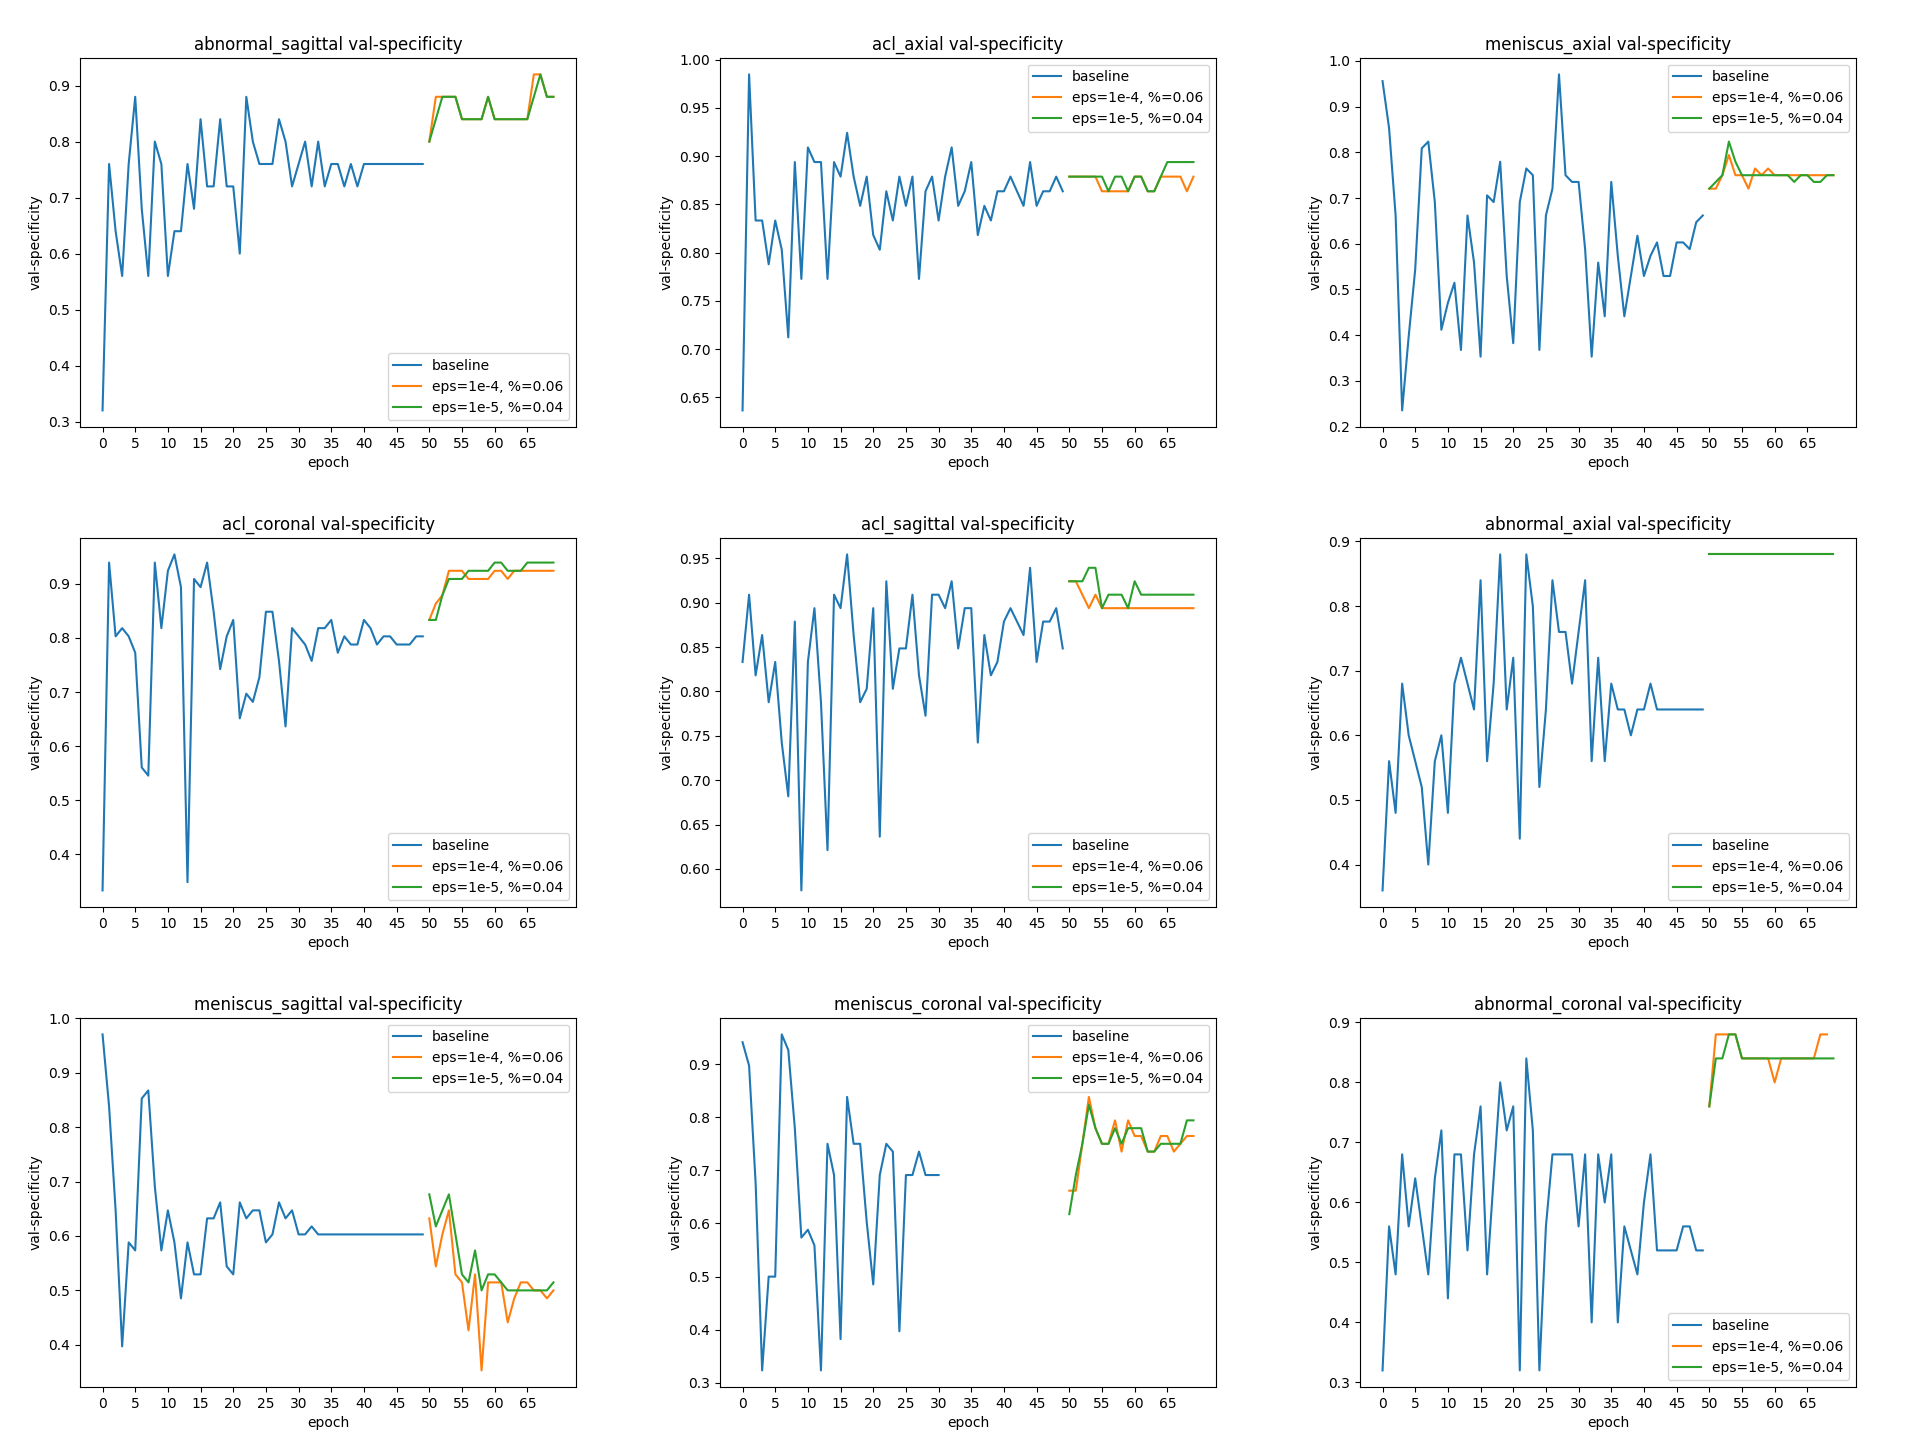 abnormal_sagittal val-specificity
val-specificity
0.9
0.8
0.7
0.6
0.5
0.4
0.3
baseline
eps=1e-4, %=0.06
eps=1e-5, %=0.04
0 5 10 15 20 25 30 35 40 45 50 55 60 65
epoch
acl_axial val-specificity
val-specificity
1.00
0.95
0.90
0.85
0.80
0.75
0.70
0.65
baseline
eps=1e-4, %=0.06
eps=1e-5, %=0.04
0 5 10 15 20 25 30 35 40 45 50 55 60 65
epoch
meniscus_axial val-specificity
val-specificity
1.0
0.9
0.8
0.7
0.6
0.5
0.4
0.3
0.2
baseline
eps=1e-4, %=0.06
eps=1e-5, %=0.04
0 5 10 15 20 25 30 35 40 45 50 55 60 65
epoch
acl_coronal val-specificity
val-specificity
0.9
0.8
0.7
0.6
0.5
0.4
baseline
eps=1e-4, %=0.06
eps=1e-5, %=0.04
0 5 10 15 20 25 30 35 40 45 50 55 60 65
epoch
acl_sagittal val-specificity
val-specificity
0.95
0.90
0.85
0.80
0.75
0.70
0.65
0.60
baseline
eps=1e-4, %=0.06
eps=1e-5, %=0.04
0 5 10 15 20 25 30 35 40 45 50 55 60 65
epoch
abnormal_axial val-specificity
val-specificity
0.9
0.8
0.7
0.6
0.5
0.4
baseline
eps=1e-4, %=0.06
eps=1e-5, %=0.04
0 5 10 15 20 25 30 35 40 45 50 55 60 65
epoch
meniscus_sagittal val-specificity
val-specificity
1.0
0.9
0.8
0.7
0.6
0.5
0.4
baseline
eps=1e-4, %=0.06
eps=1e-5, %=0.04
0 5 10 15 20 25 30 35 40 45 50 55 60 65
epoch
meniscus_coronal val-specificity
val-specificity
0.9
0.8
0.7
0.6
0.5
0.4
0.3
baseline
eps=1e-4, %=0.06
eps=1e-5, %=0.04
0 5 10 15 20 25 30 35 40 45 50 55 60 65
epoch
abnormal_coronal val-specificity
val-specificity
0.9
0.8
0.7
0.6
0.5
0.4
0.3
baseline
eps=1e-4, %=0.06
eps=1e-5, %=0.04
0 5 10 15 20 25 30 35 40 45 50 55 60 65
epoch